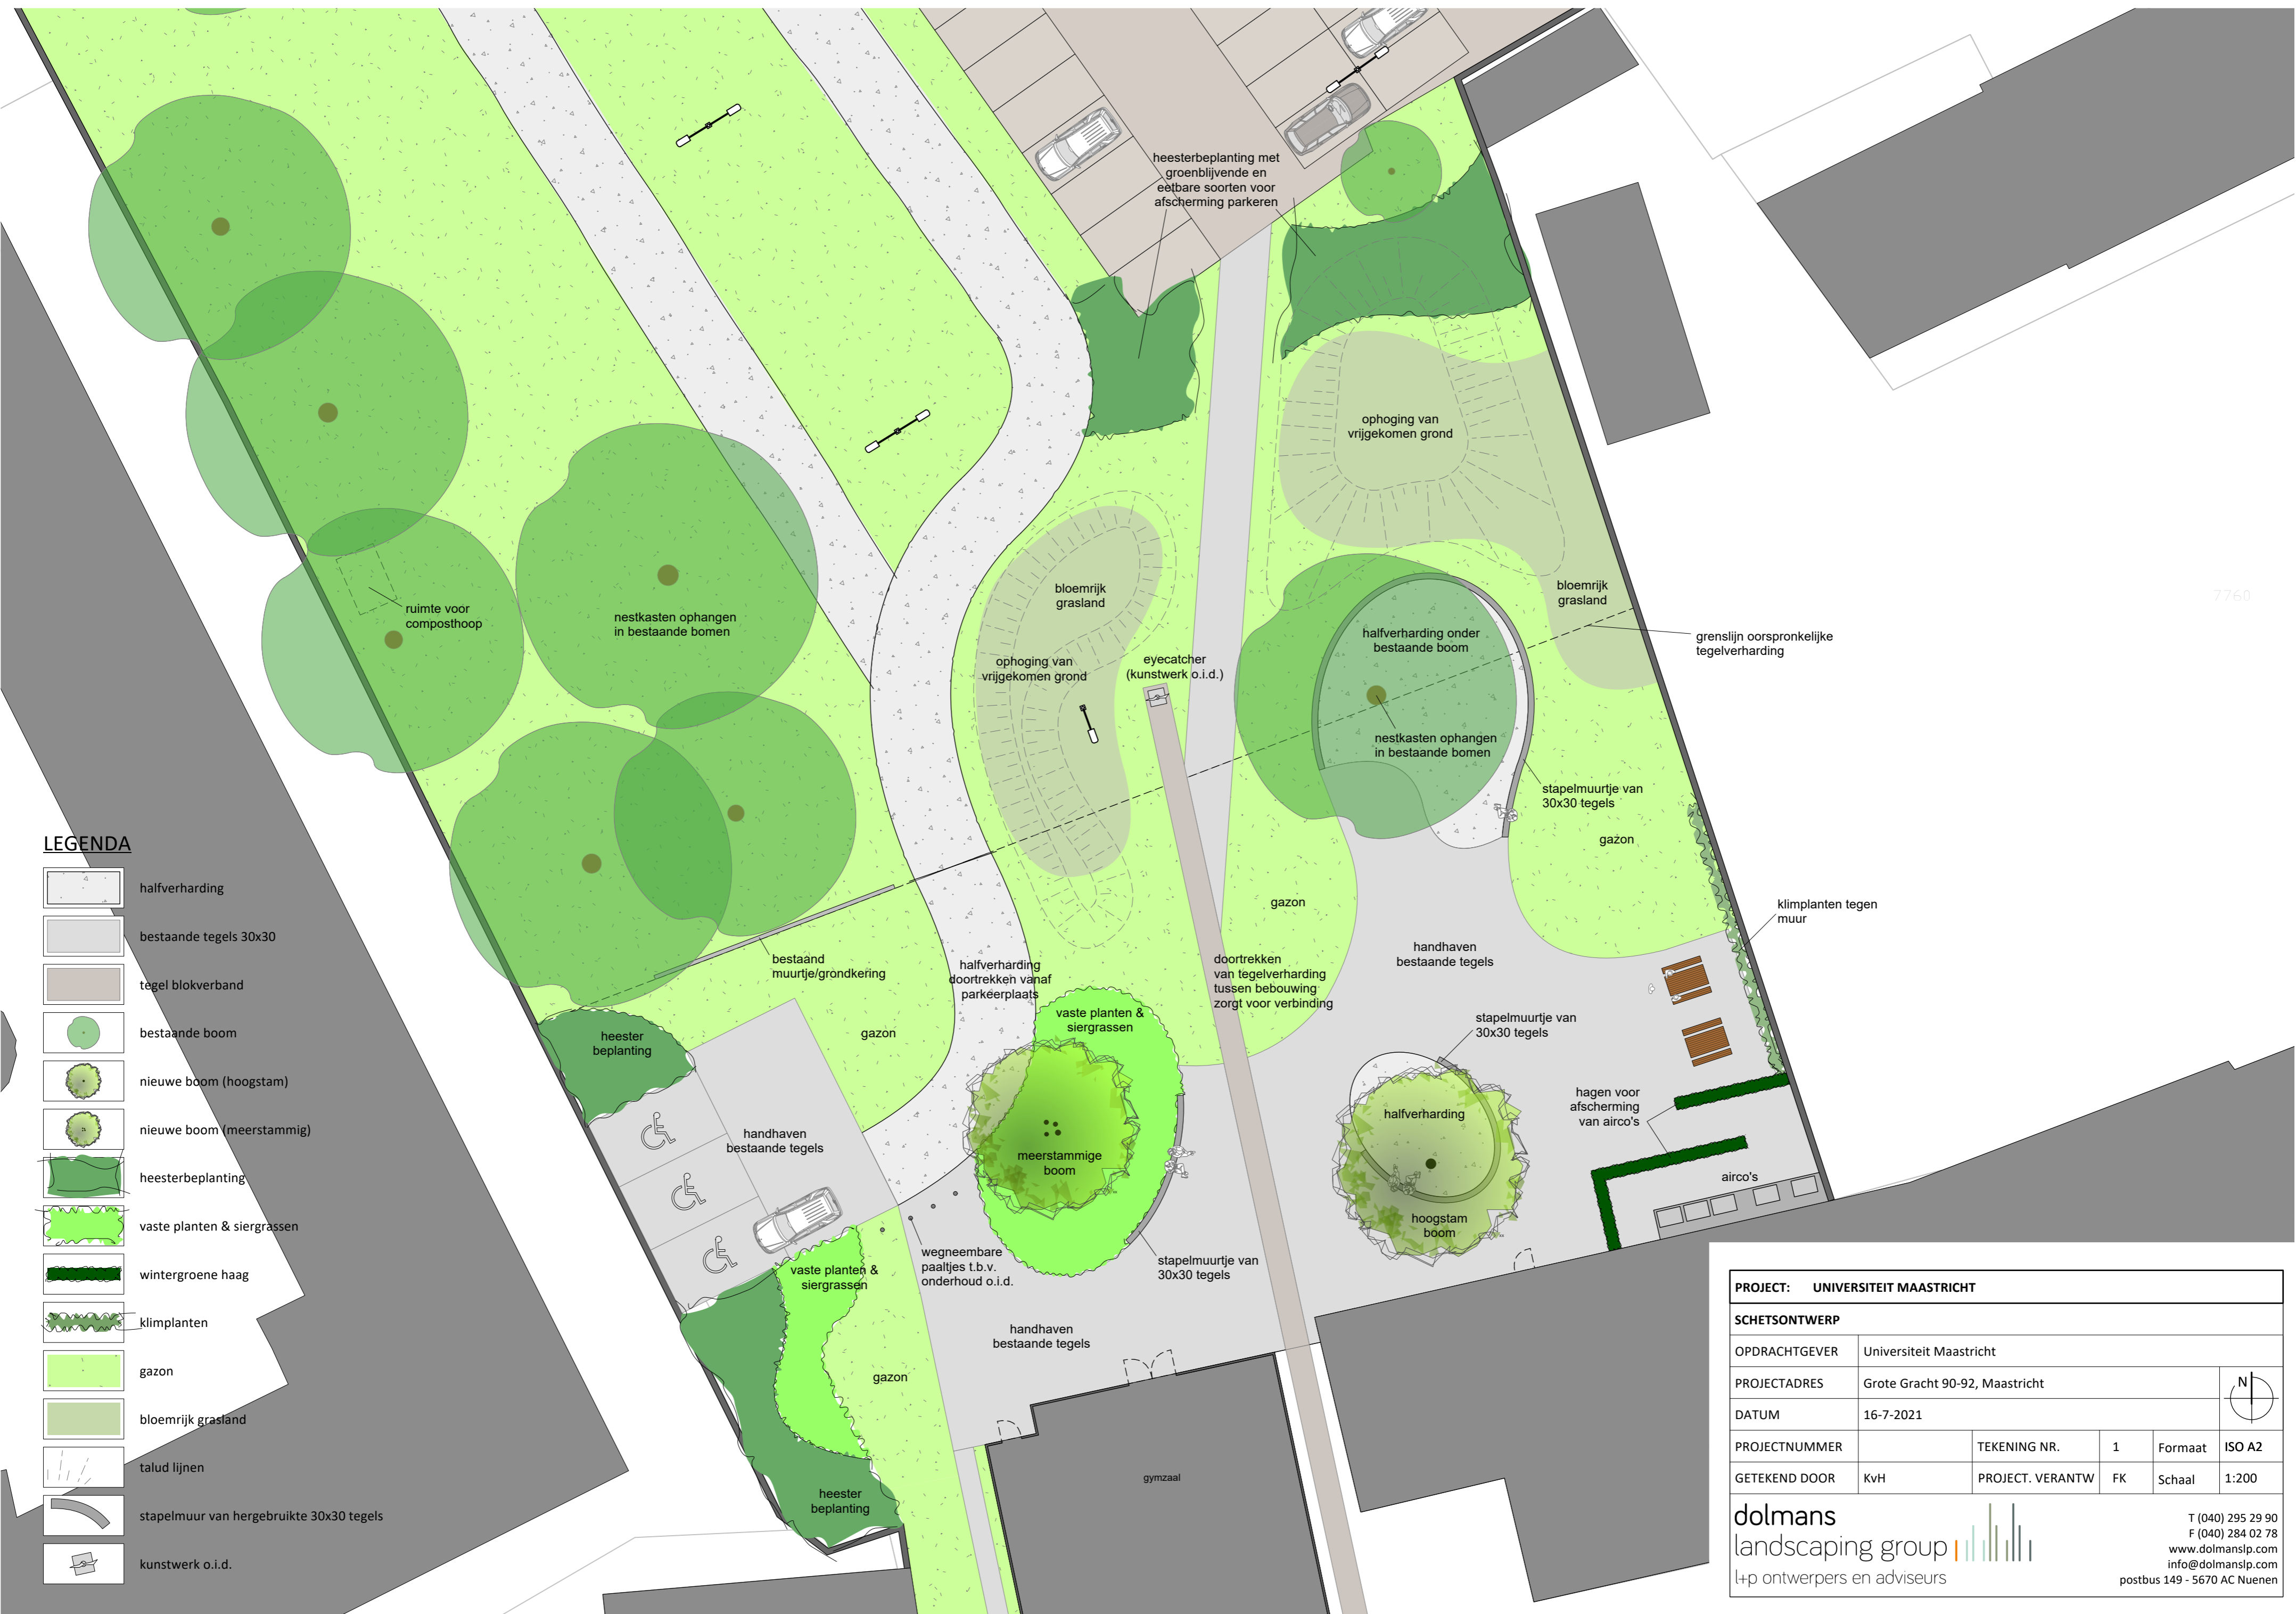 heesterbeplanting met
groenblijvende en
eetbare soorten voor
afscherming parkeren
ophoging van
vrijgekomen grond
bloemrijk
grasland
bloemrijk
grasland
7760
ruimte voor
composthoop
nestkasten ophangen
in bestaande bomen
halfverharding onder
bestaande boom
grenslijn oorspronkelijke
tegelverharding
ophoging van
vrijgekomen grond
eyecatcher
(kunstwerk o.i.d.)
nestkasten ophangen
in bestaande bomen
stapelmuurtje van
30x30 tegels
gazon
gazon
klimplanten tegen
muur
bestaand
muurtje/grondkering
halfverharding
doortrekken vanaf
parkeerplaats
doortrekken
van tegelverharding
tussen bebouwing
zorgt voor verbinding
handhaven
bestaande tegels
heester
beplanting
gazon
vaste planten &
siergrassen
stapelmuurtje van
30x30 tegels
handhaven
bestaande tegels
meerstammige
boom
halfverharding
hagen voor
afscherming
van airco's
airco's
hoogstam
boom
wegneembare
paaltjes t.b.v.
onderhoud o.i.d.
vaste planten &
siergrassen
stapelmuurtje van
30x30 tegels
handhaven
bestaande tegels
gazon
heester
beplanting
gymzaal
LEGENDA
halfverharding
bestaande tegels 30x30
tegel blokverband
bestaande boom
nieuwe boom (hoogstam)
nieuwe boom (meerstammig)
heesterbeplanting
vaste planten & siergrassen
wintergroene haag
klimplanten
gazon
bloemrijk grasland
talud lijnen
stapelmuur van hergebruikte 30x30 tegels
kunstwerk o.i.d.
PROJECT: UNIVERSITEIT MAASTRICHT
SCHETSONTWERP
OPDRACHTGEVER Universiteit Maastricht
PROJECTADRES Grote Gracht 90-92, Maastricht
N
DATUM 16-7-2021
PROJECTNUMMER TEKENING NR. 1 Formaat ISO A2
GETEKEND DOOR KvH PROJECT. VERANTW FK Schaal 1:200
dolmans
landscaping group
l+p ontwerpers en adviseurs
T (040) 295 29 90
F (040) 284 02 78
www.dolmanslp.com
info@dolmanslp.com
postbus 149 - 5670 AC Nuenen